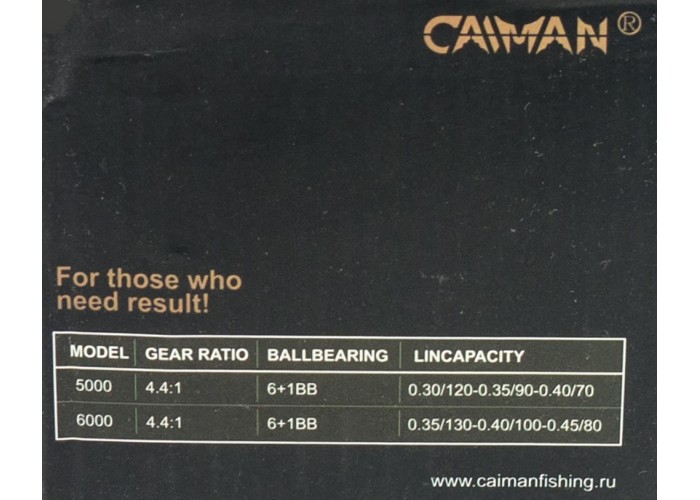 CAIMAN®
For those who
need result!
MODEL GEAR RATIO BALLBEARING LINCAPACITY
5000 4.4:1 6+1BB 0.30/120-0.35/90-0.40/70
6000 4.4:1 6+1BB 0.35/130-0.40/100-0.45/80
www.caimanfishing.ru